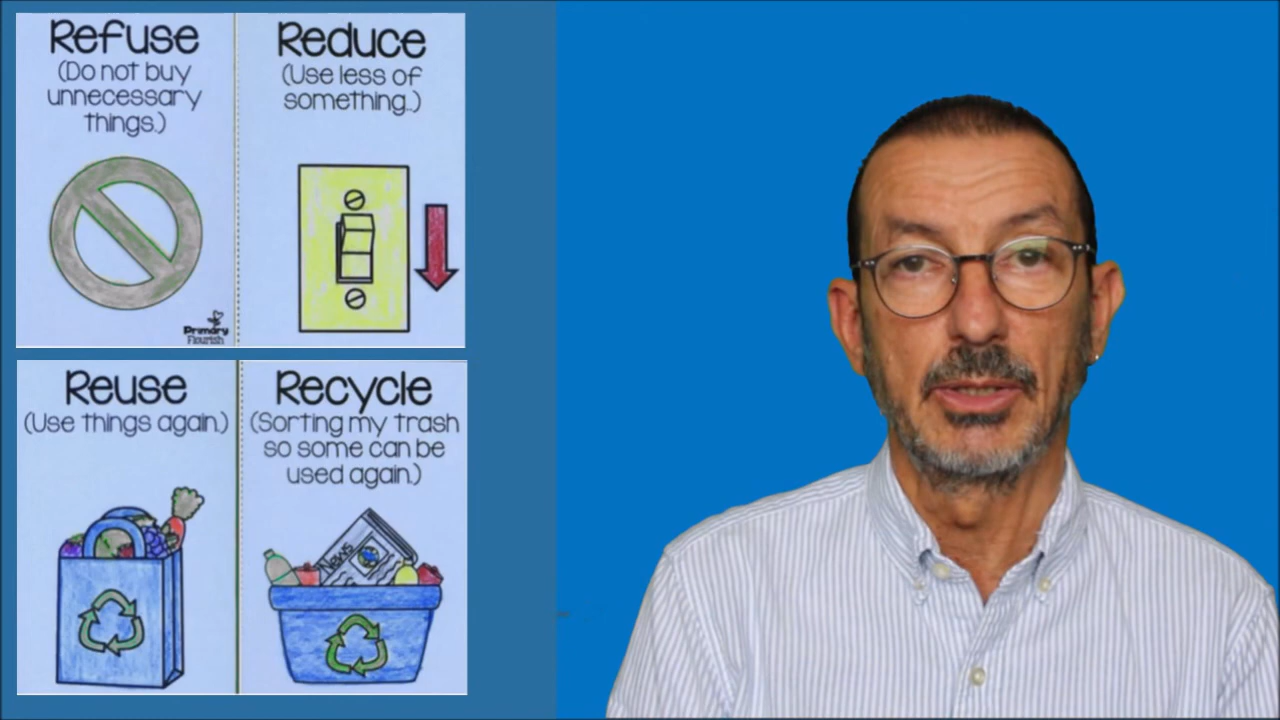 Refuse
(Do not buy
unnecessary
things.)
Primary
Flourish
Reduce
(Use less of
something.)
Reuse
(Use things again.)
Recycle
(Sorting my trash
so some can be
used again.)
News